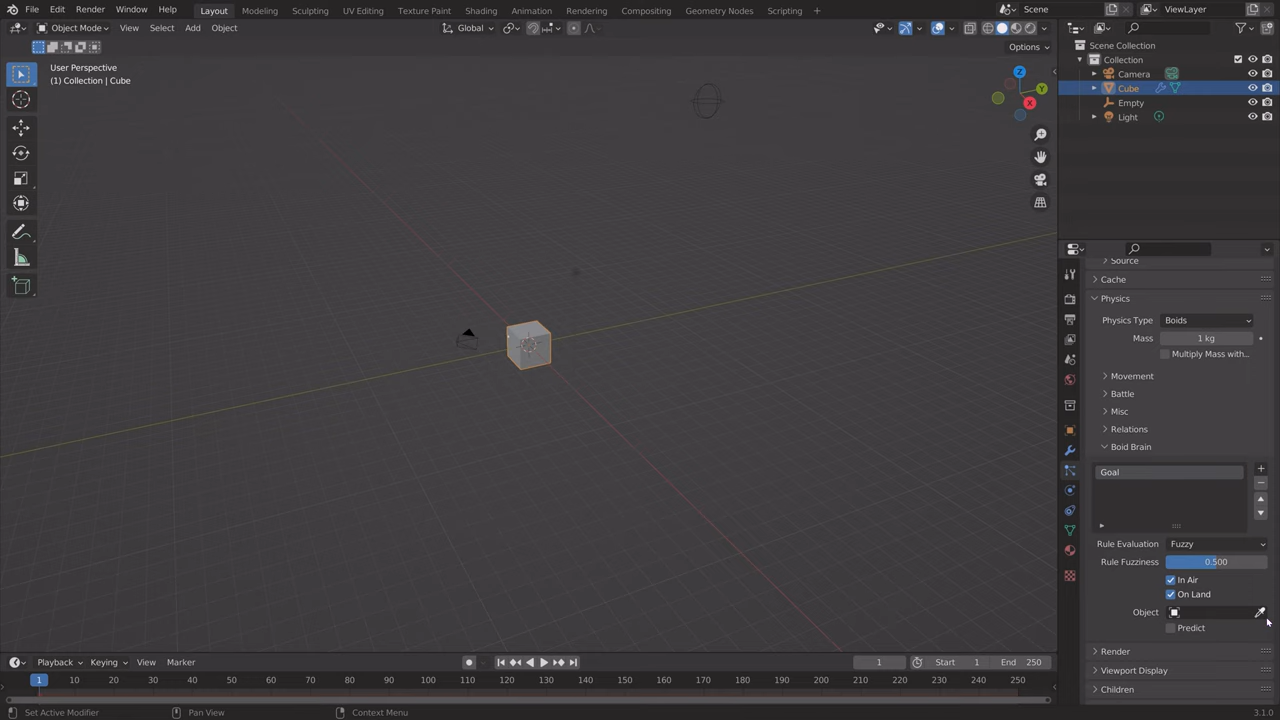 File Edit Render Window Help Layout Modeling Sculpting UV Editing Texture Paint Shading Animation Rendering Compositing Geometry Nodes Scripting + Scene ViewLayer
Object Mode View Select Add Object Global
Options
User Perspective
(1) Collection | Cube
Z
Y
X
Scene Collection
Collection
Camera
Cube
Empty
Light
Source
Cache
Physics
Physics Type Boids
Mass 1 kg
Multiply Mass with...
Movement
Battle
Misc
Relations
Boid Brain
Goal
Rule Evaluation Fuzzy
Rule Fuzziness 0.500
In Air
On Land
Object
Predict
Render
Viewport Display
Children
Playback Keying View Marker 1 Start 1 End 250
1 10 20 30 40 50 60 70 80 90 100 110 120 130 140 150 160 170 180 190 200 210 220 230 240 250
Set Active Modifier Pan View Context Menu 3.1.0